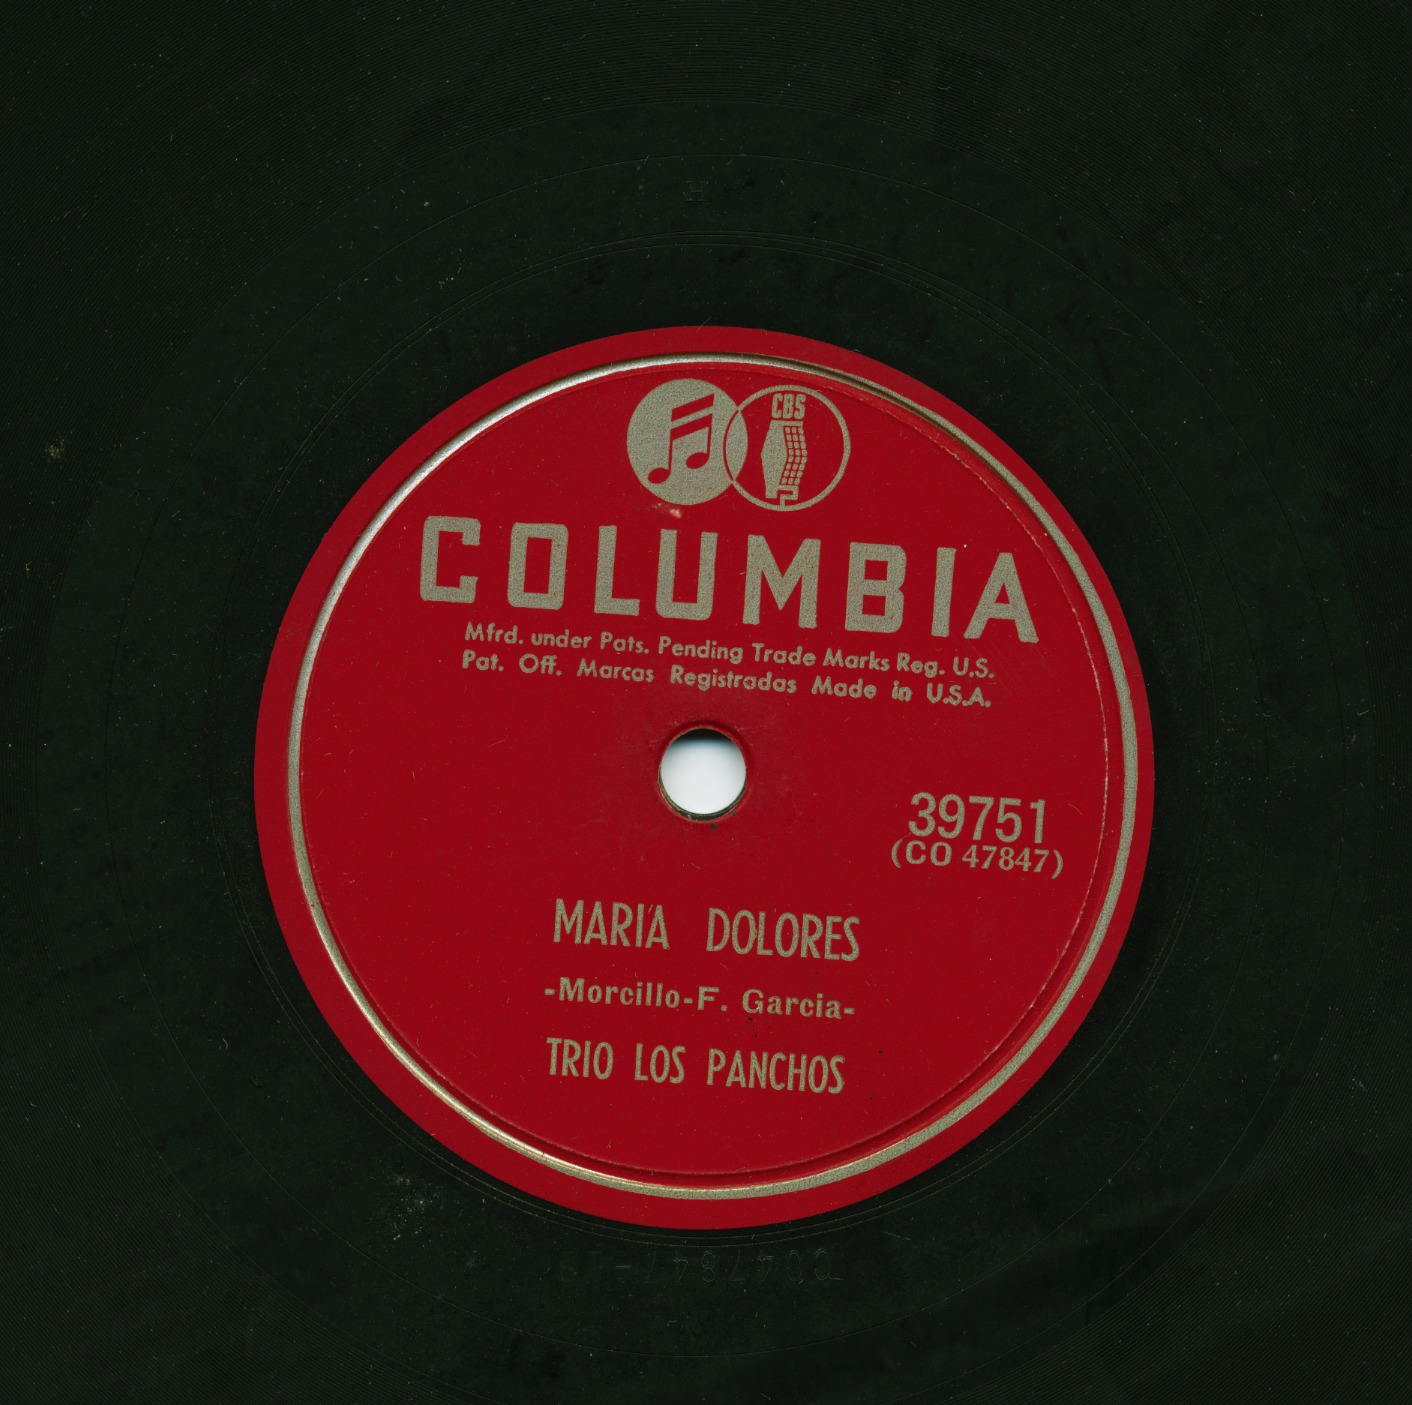 CBS
COLUMBIA
Mfrd. under Pats. Pending Trade Marks Reg. U.S.
Pat. Off. Marcas Registradas Made in U.S.A.
39751
(CO 47847)
MARIÁ DOLORES
-Morcillo-F. Garcia-
TRIO LOS PANCHOS